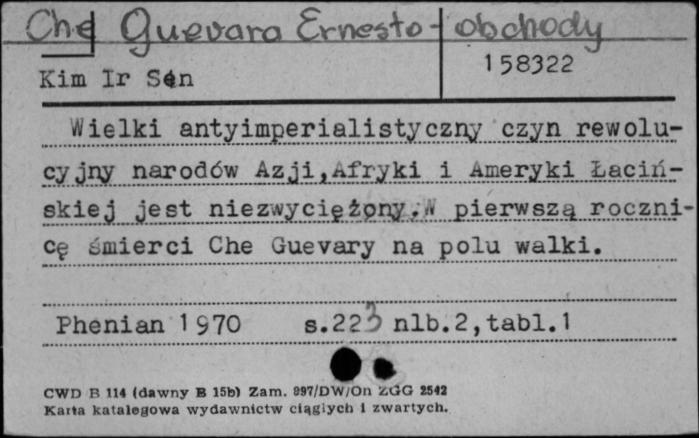 Che Guevara Ernesto - obchody
158322
Kim Ir Sen
Wielki antyimperialistyczny czyn rewolu-
cyjny narodów Azji,Afryki i Ameryki Łaciń-
skiej jest niezwyciężony.W pierwszą roczni-
cę śmierci Che Guevary na polu walki.
Phenian 1970 s.223 nlb.2,tabl.1
CWD B 114 (dawny B 15b) Zam. 897/DW/On ZGG 2542
Karta katalogowa wydawnictw ciągłych i zwartych.